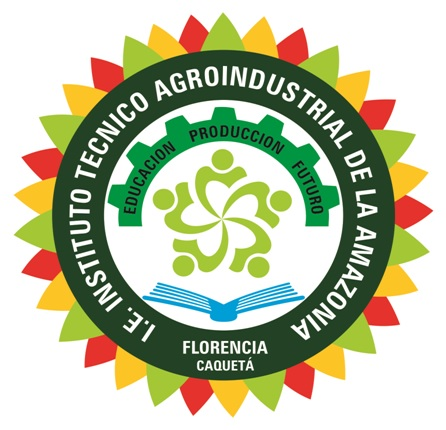 I.E. INSTITUTO TECNICO AGROINDUSTRIAL DE LA AMAZONIA
EDUCACION PRODUCCION FUTURO
FLORENCIA
CAQUETÁ